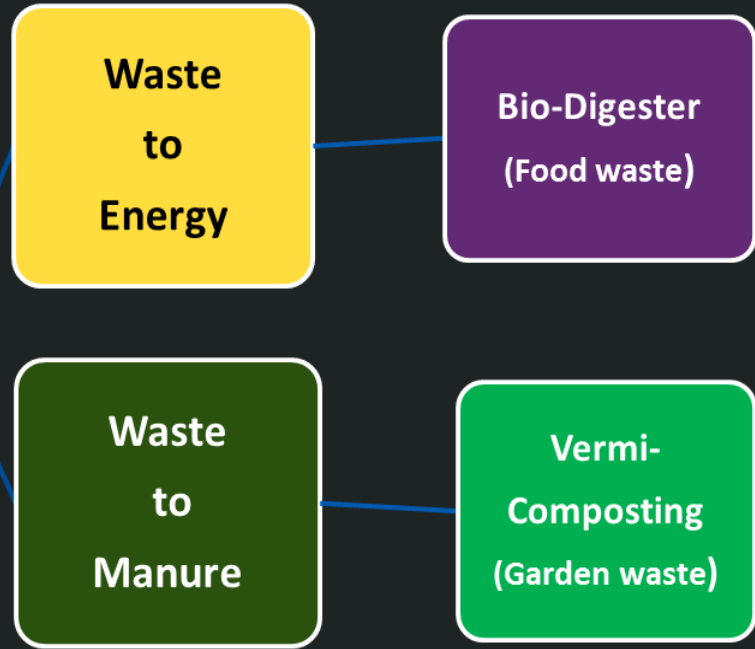 Waste
to
Energy
Bio-Digester
(Food waste)
Waste
to
Manure
Vermi-
Composting
(Garden waste)